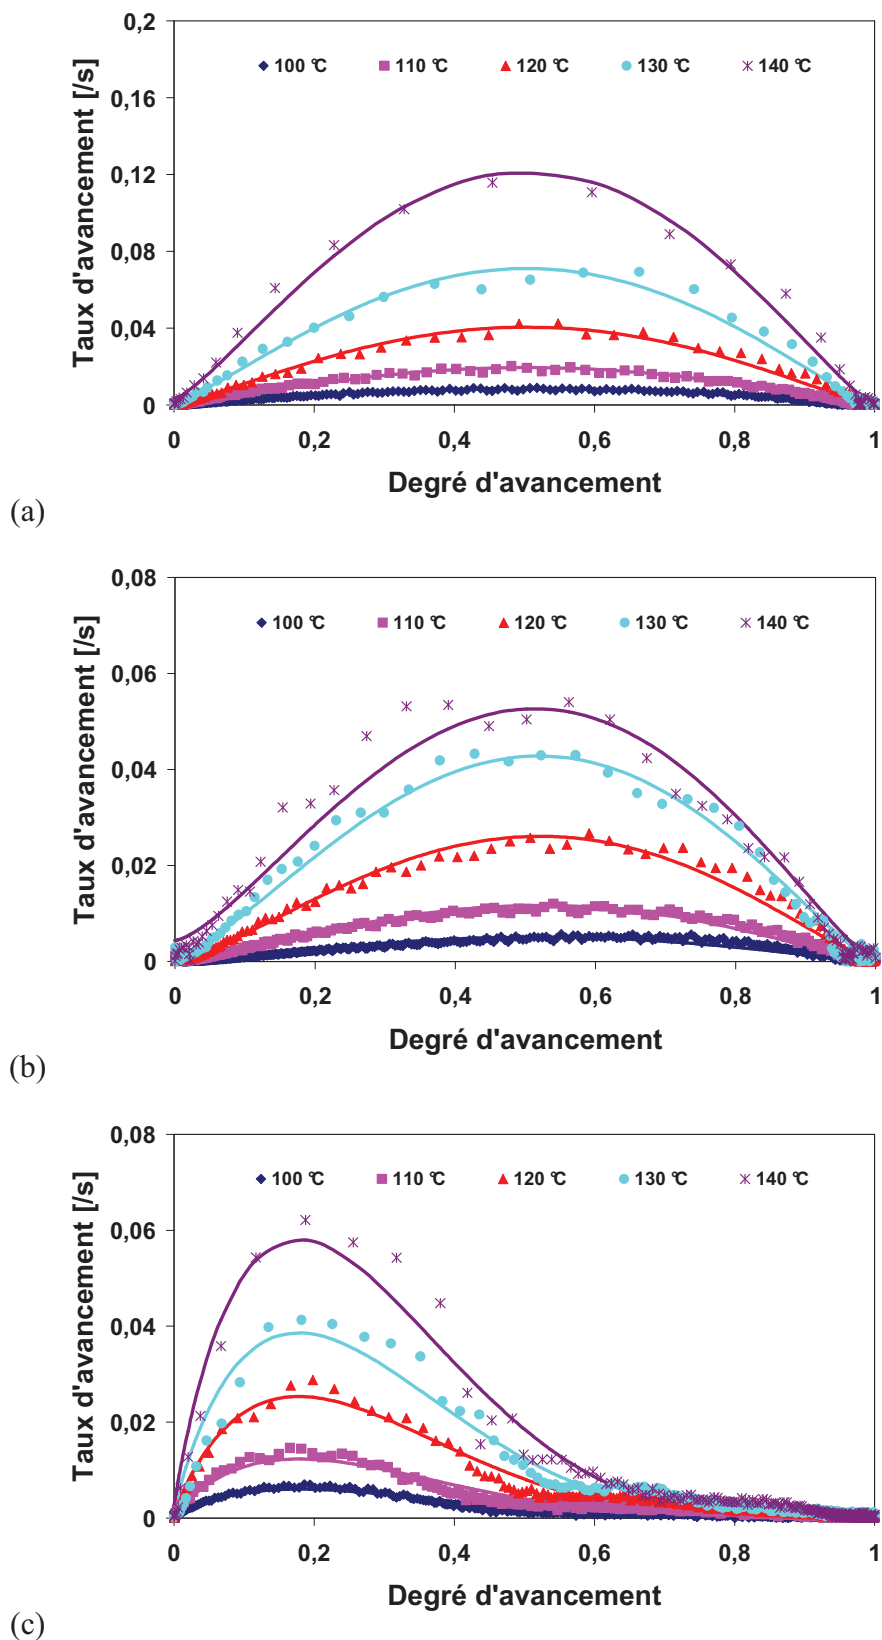 0,2
100 °C 110 °C 120 °C 130 °C 140 °C
0,16
0,12
0,08
0,04
0
Taux d'avancement [/s]
0 0,2 0,4 0,6 0,8 1
Degré d'avancement
(a)
0,08
100 °C 110 °C 120 °C 130 °C 140 °C
0,06
0,04
0,02
0
Taux d'avancement [/s]
0 0,2 0,4 0,6 0,8 1
Degré d'avancement
(b)
0,08
100 °C 110 °C 120 °C 130 °C 140 °C
0,06
0,04
0,02
0
Taux d'avancement [/s]
0 0,2 0,4 0,6 0,8 1
Degré d'avancement
(c)